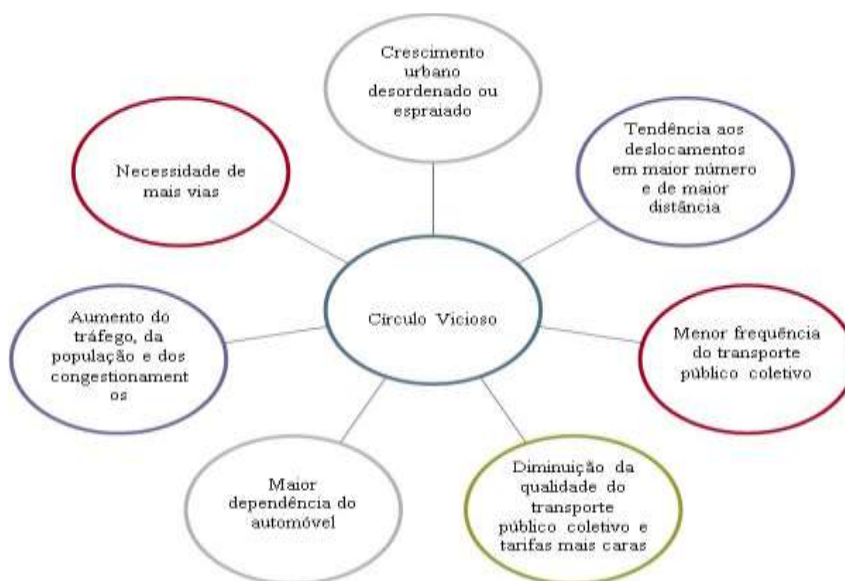 Crescimento
urbano
desordenado ou
espraiado
Tendência aos
deslocamentos
em maior número
e de maior
distância
Menor frequência
do transporte
público coletivo
Diminuição da
qualidade do
transporte
público coletivo e
tarifas mais caras
Maior
dependência do
automóvel
Aumento do
tráfego, da
população e dos
congestionament
os
Necessidade de
mais vias
Círculo Vicioso